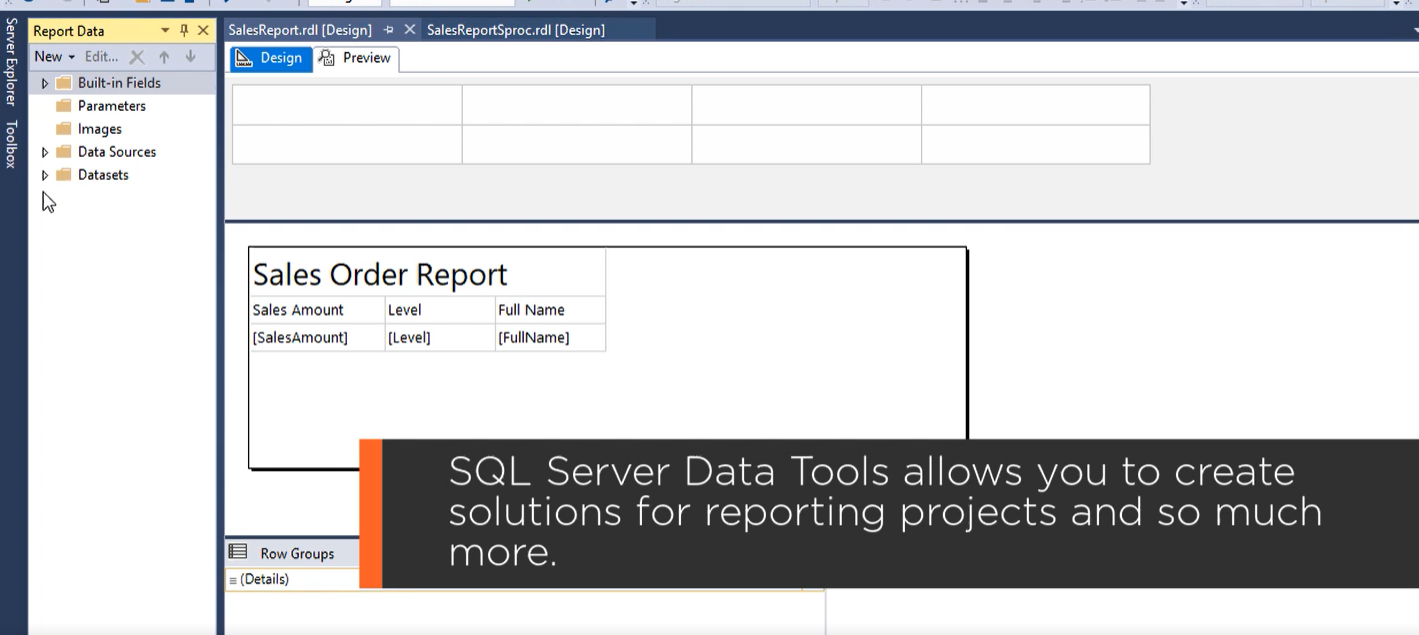 Server Explorer
Toolbox
Report Data
New
Edit...
Built-in Fields
Parameters
Images
Data Sources
Datasets
SalesReport.rdl [Design]
SalesReportSproc.rdl [Design]
Design
Preview
Sales Order Report
Sales Amount Level Full Name
[SalesAmount] [Level] [FullName]
SQL Server Data Tools allows you to create
solutions for reporting projects and so much
more.
Row Groups
(Details)